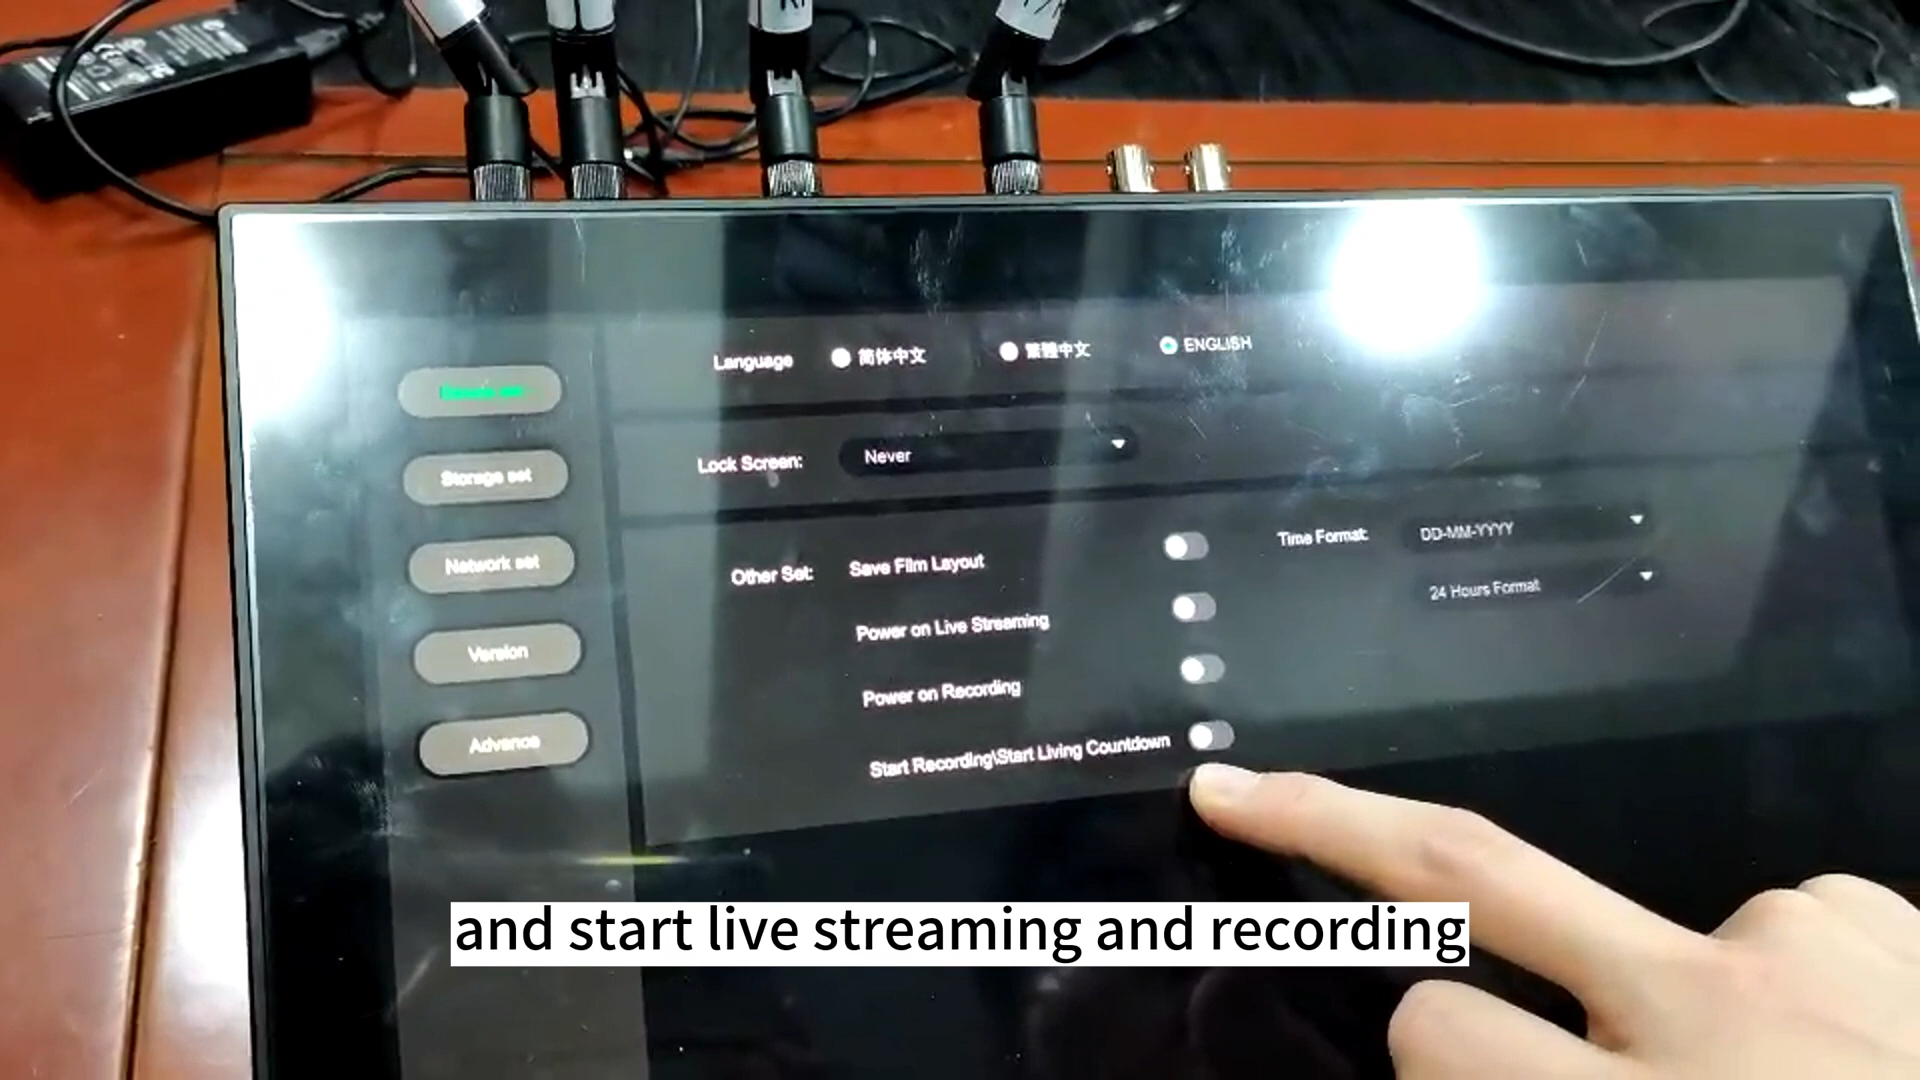 Language 简体中文 繁體中文 ENGLISH
Lock Screen: Never
Storage set
Network set
Version
Advance
Other Set: Save Film Layout
Power on Live Streaming
Power on Recording
Start Recording\Start Living Countdown
Time Format: DD-MM-YYYY
24 Hours Format
and start live streaming and recording